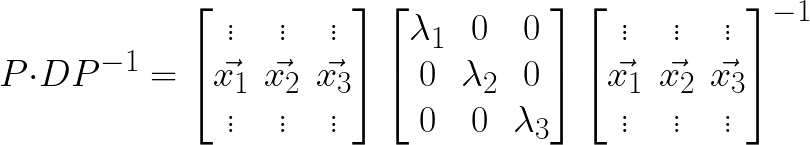 P·DP⁻¹ = [⋮ ⋮ ⋮; x⃗₁ x⃗₂ x⃗₃; ⋮ ⋮ ⋮] [λ₁ 0 0; 0 λ₂ 0; 0 0 λ₃] [⋮ ⋮ ⋮; x⃗₁ x⃗₂ x⃗₃; ⋮ ⋮ ⋮]⁻¹